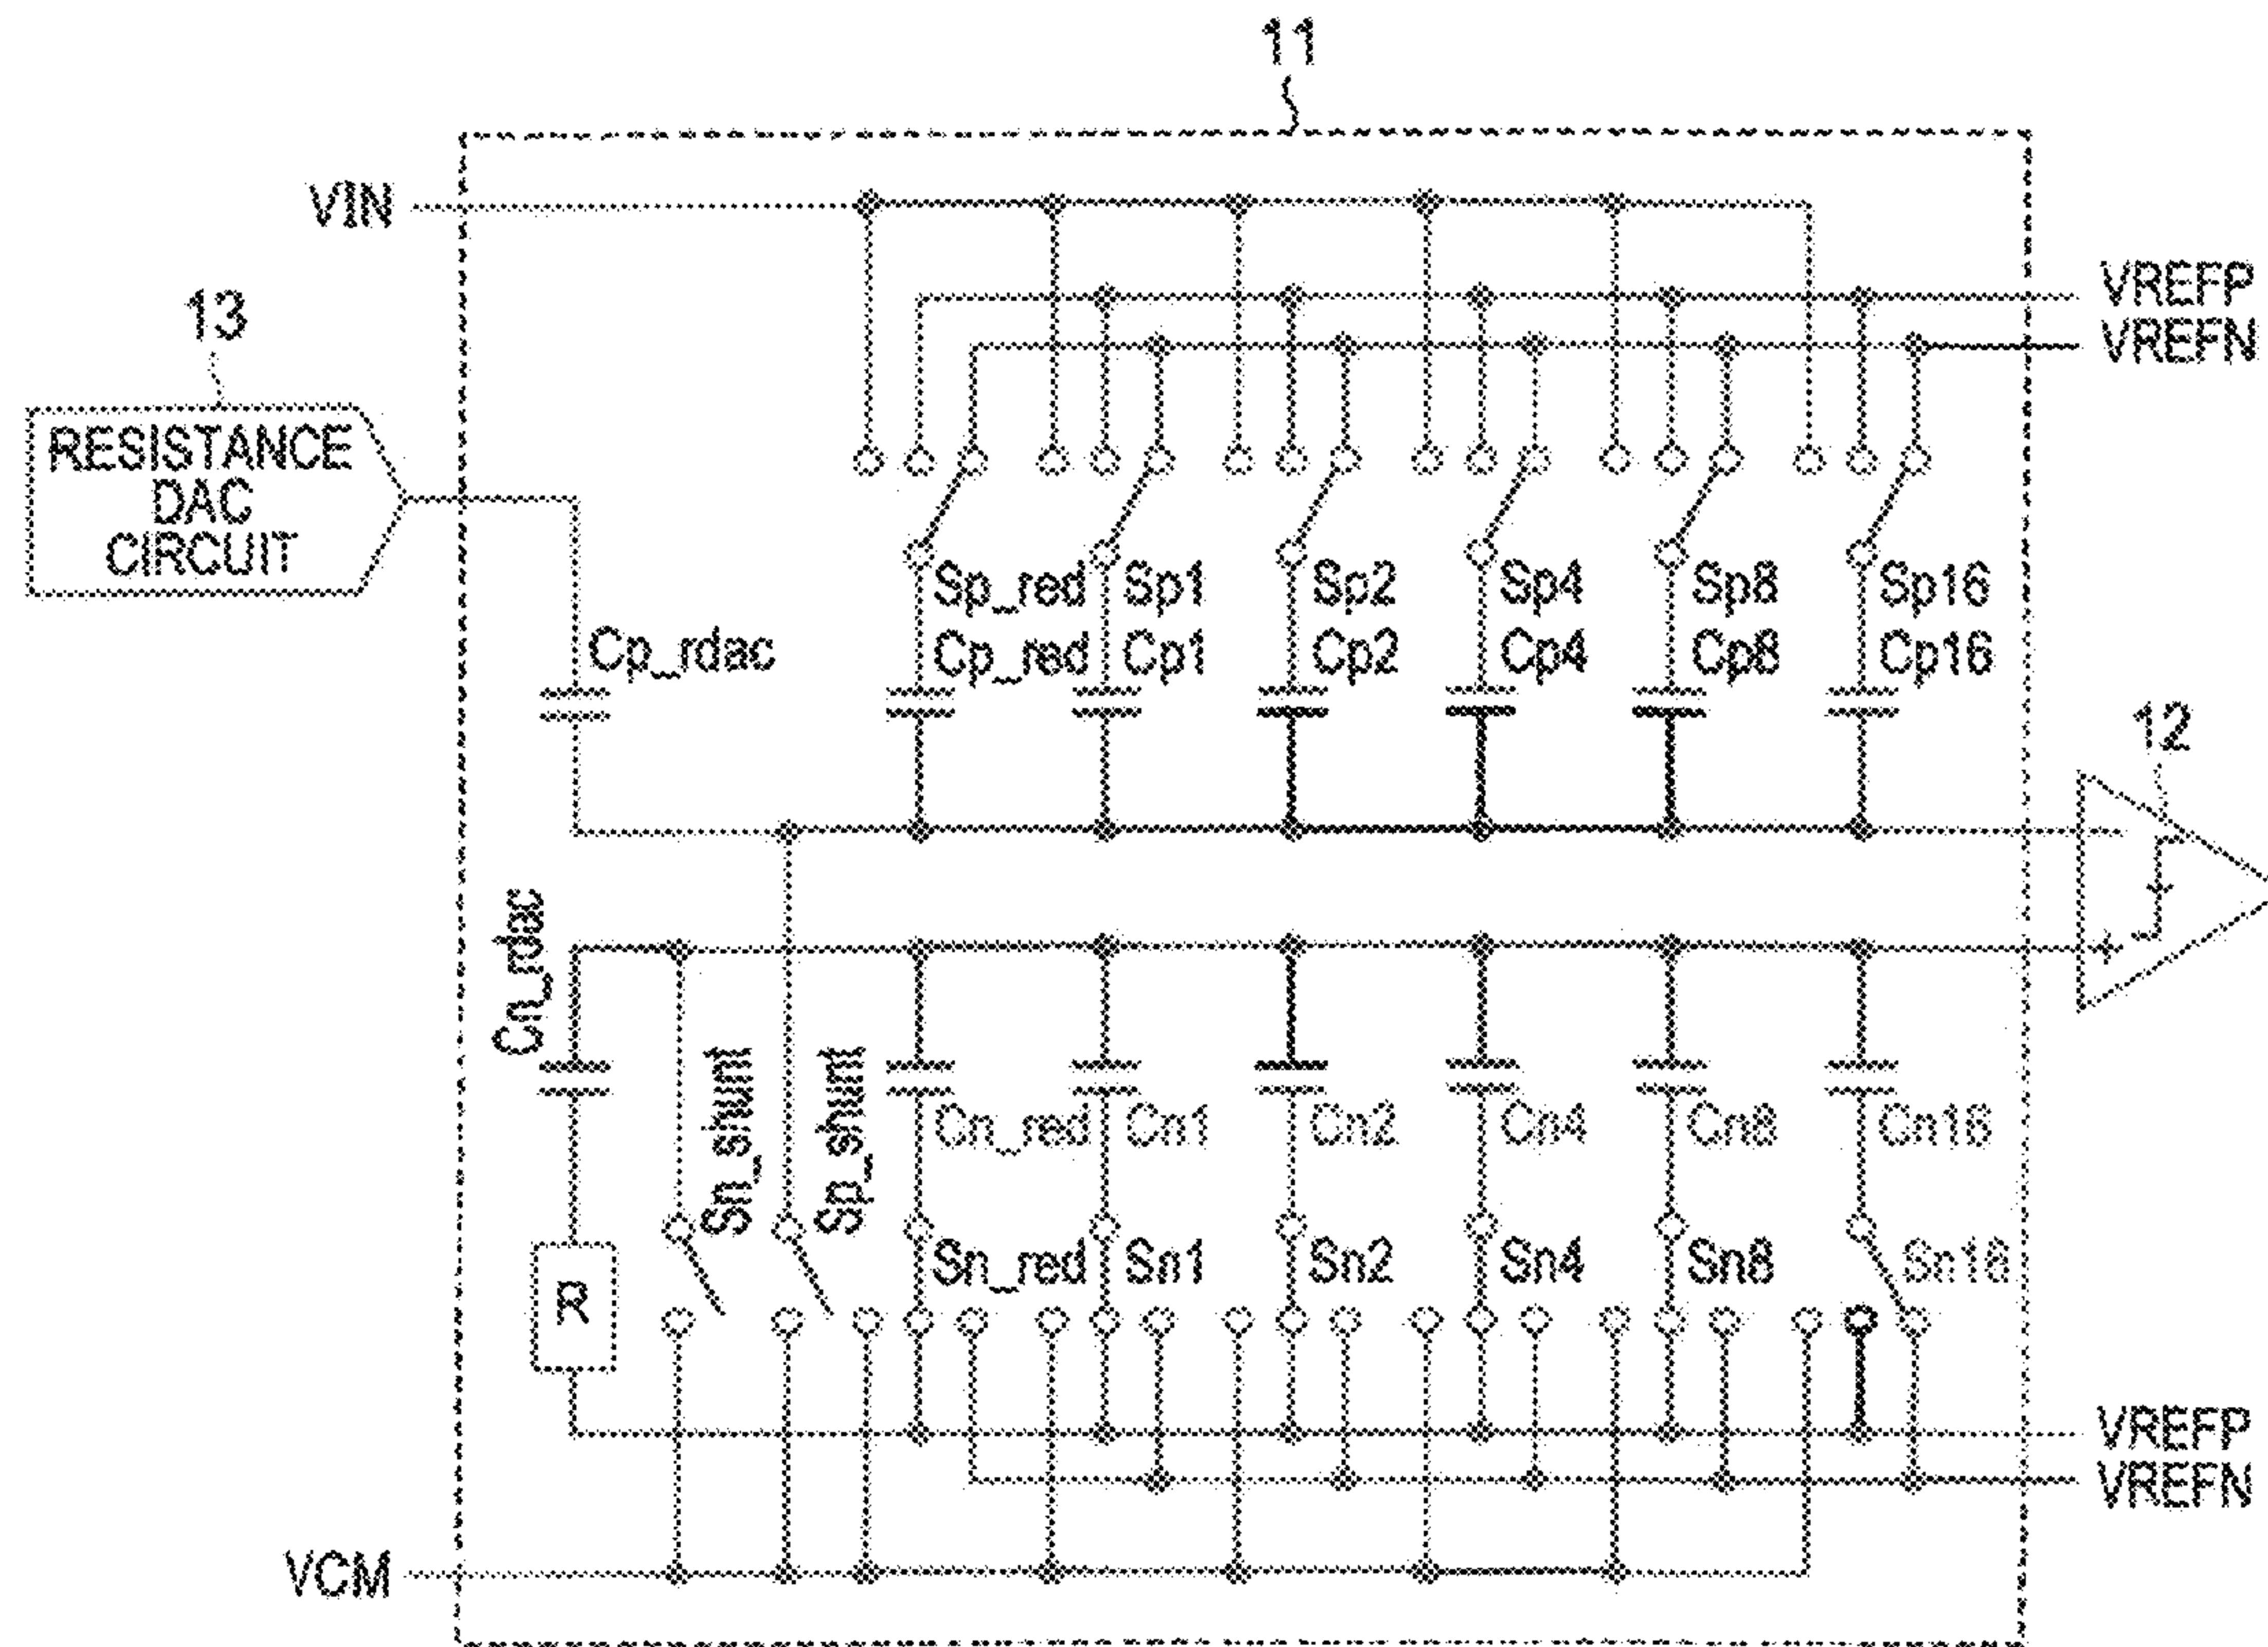 11
VIN
VREFP
VREFN
13
RESISTANCE
DAC
CIRCUIT
Sp_red Sp1 Sp2 Sp4 Sp8 Sp16
Cp_rdac Cp_red Cp1 Cp2 Cp4 Cp8 Cp16
12
−
+
Cn_rdac
Sn_shunt
Sp_shunt
Cn_red Cn1 Cn2 Cn4 Cn8 Cn16
Sn_red Sn1 Sn2 Sn4 Sn8 Sn16
R
VREFP
VREFN
VCM